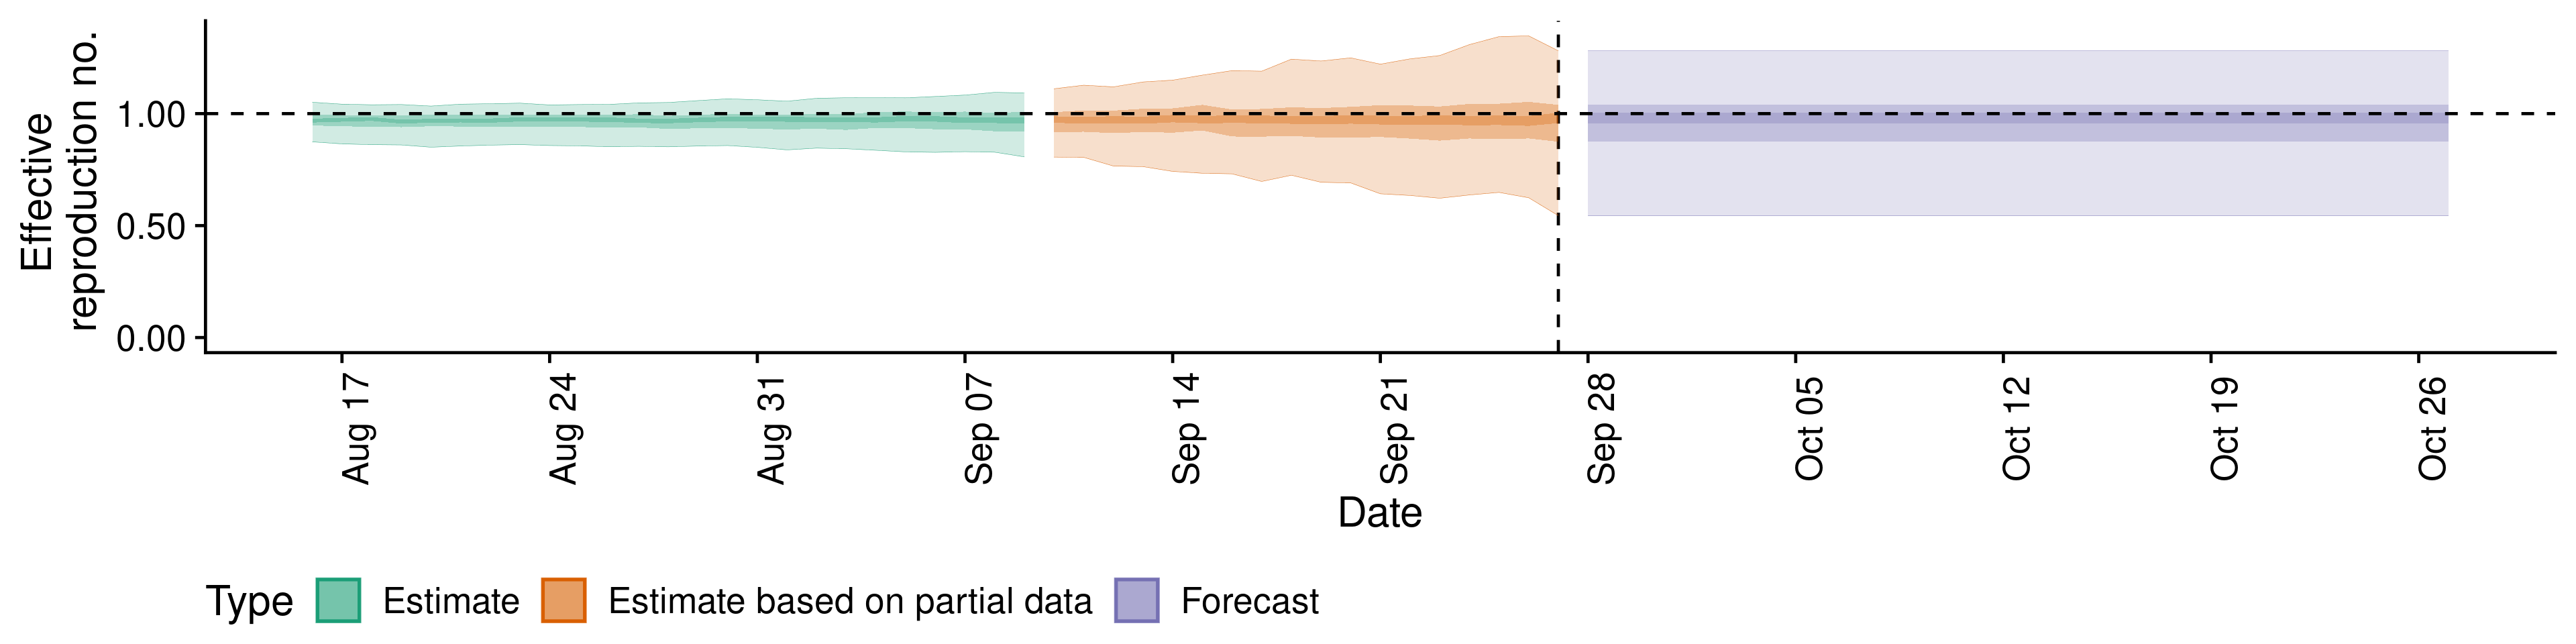 Effective
reproduction no.
1.00
0.50
0.00
Aug 17
Aug 24
Aug 31
Sep 07
Sep 14
Sep 21
Sep 28
Oct 05
Oct 12
Oct 19
Oct 26
Date
Type Estimate Estimate based on partial data Forecast